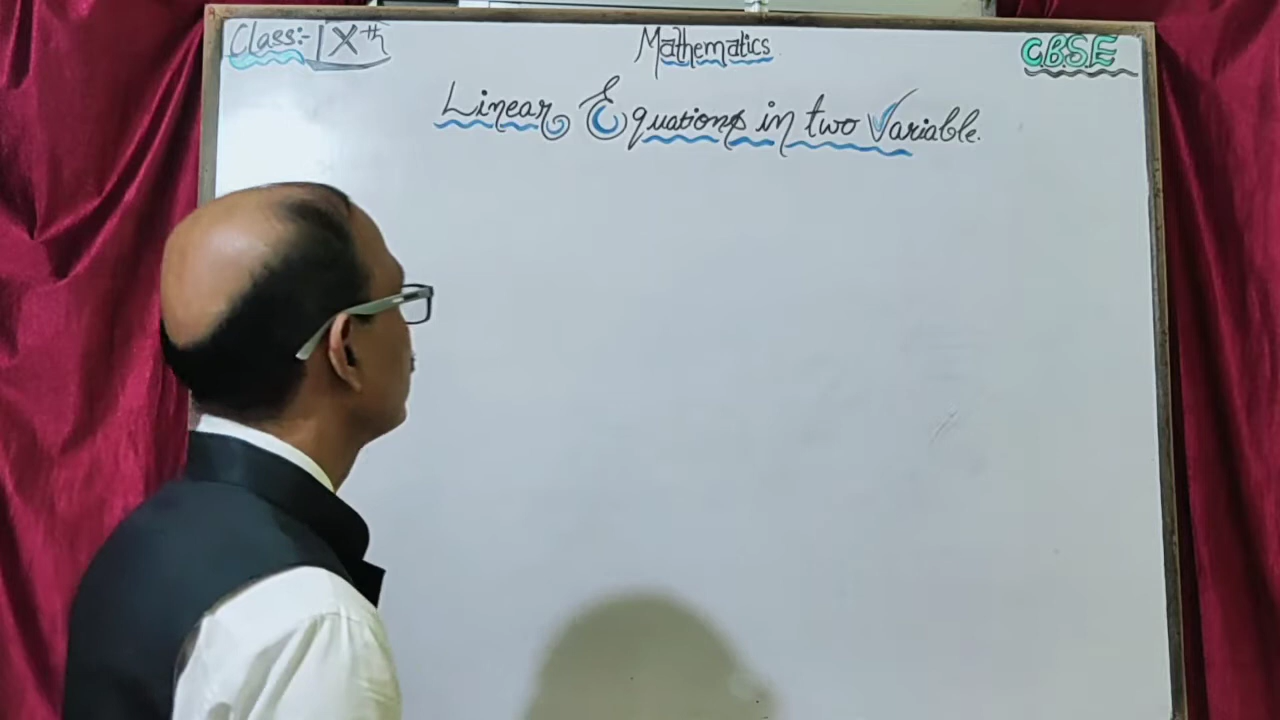 Class:- IXth
Mathematics
CBSE
Linear Equations in two Variable.